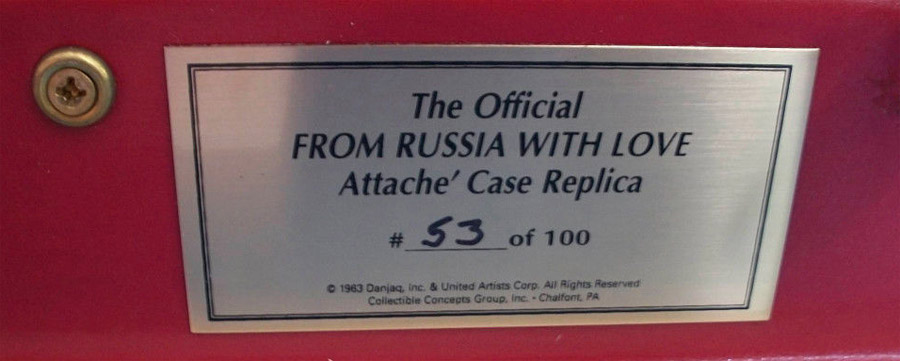 The Official
FROM RUSSIA WITH LOVE
Attache' Case Replica
# 53 of 100
© 1963 Danjaq, Inc. & United Artists Corp. All Rights Reserved
Collectible Concepts Group, Inc. • Chalfont, PA